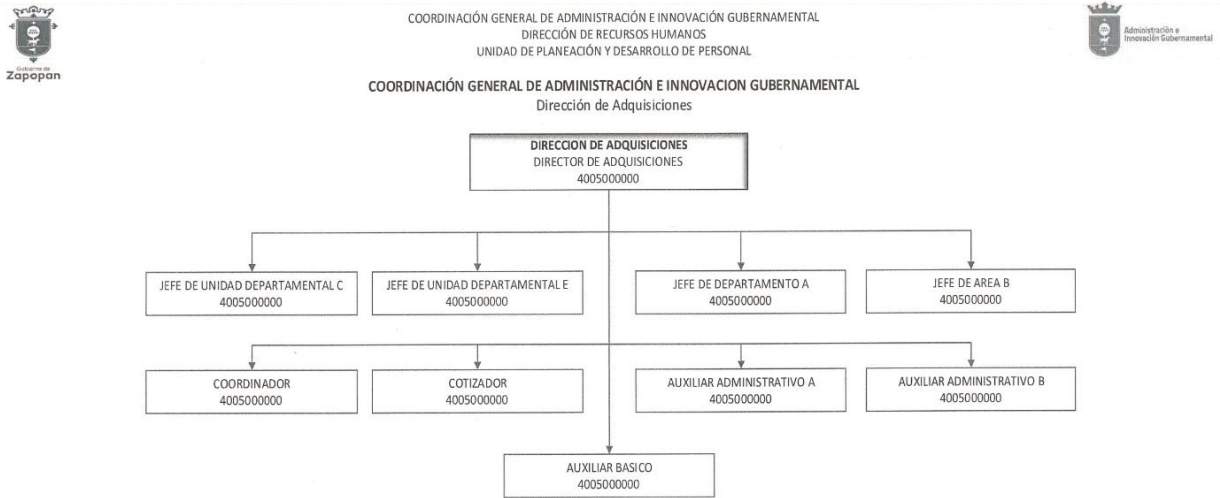 Gobierno de
Zapopan
COORDINACIÓN GENERAL DE ADMINISTRACIÓN E INNOVACIÓN GUBERNAMENTAL
DIRECCIÓN DE RECURSOS HUMANOS
UNIDAD DE PLANEACIÓN Y DESARROLLO DE PERSONAL
Administración e
Innovación Gubernamental
COORDINACIÓN GENERAL DE ADMINISTRACIÓN E INNOVACION GUBERNAMENTAL
Dirección de Adquisiciones
DIRECCION DE ADQUISICIONES
DIRECTOR DE ADQUISICIONES
4005000000
JEFE DE UNIDAD DEPARTAMENTAL C
4005000000
JEFE DE UNIDAD DEPARTAMENTAL E
4005000000
JEFE DE DEPARTAMENTO A
4005000000
JEFE DE AREA B
4005000000
COORDINADOR
4005000000
COTIZADOR
4005000000
AUXILIAR ADMINISTRATIVO A
4005000000
AUXILIAR ADMINISTRATIVO B
4005000000
AUXILIAR BASICO
4005000000